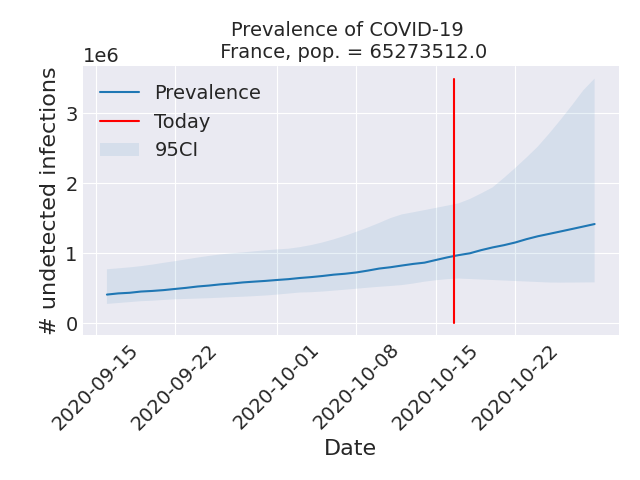 Prevalence of COVID-19
France, pop. = 65273512.0
1e6
# undetected infections
3
2
1
0
Prevalence
Today
95CI
2020-09-15
2020-09-22
2020-10-01
2020-10-08
2020-10-15
2020-10-22
Date